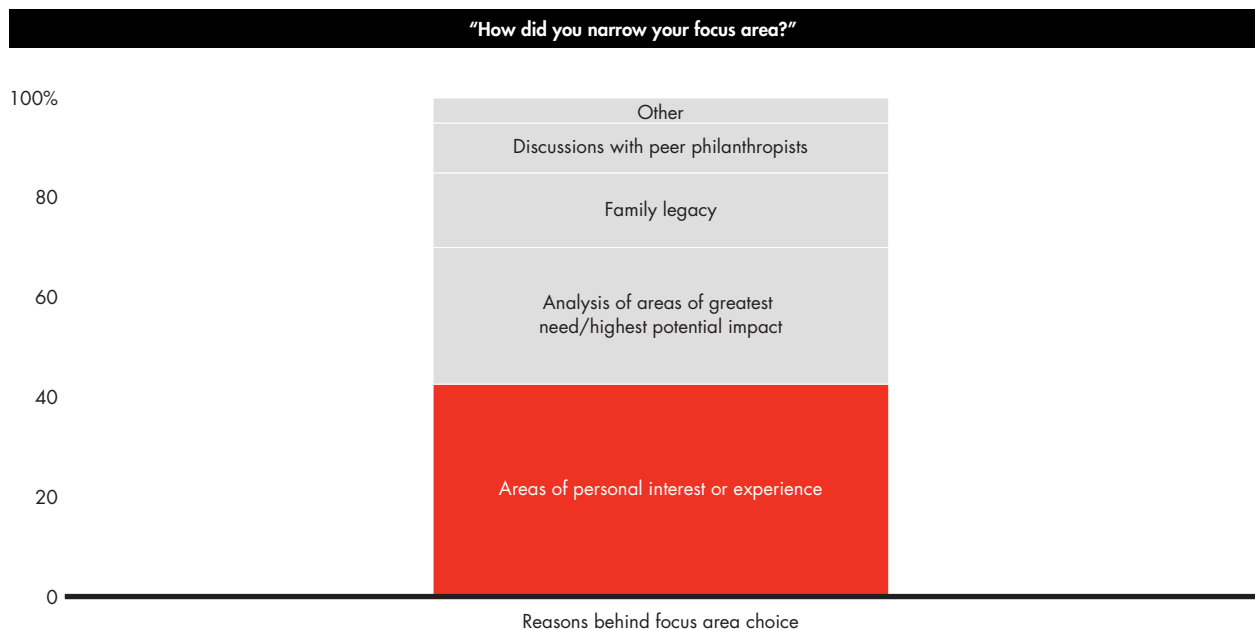 “How did you narrow your focus area?”
100%
Other
Discussions with peer philanthropists
80
Family legacy
60
Analysis of areas of greatest
need/highest potential impact
40
Areas of personal interest or experience
20
0
Reasons behind focus area choice